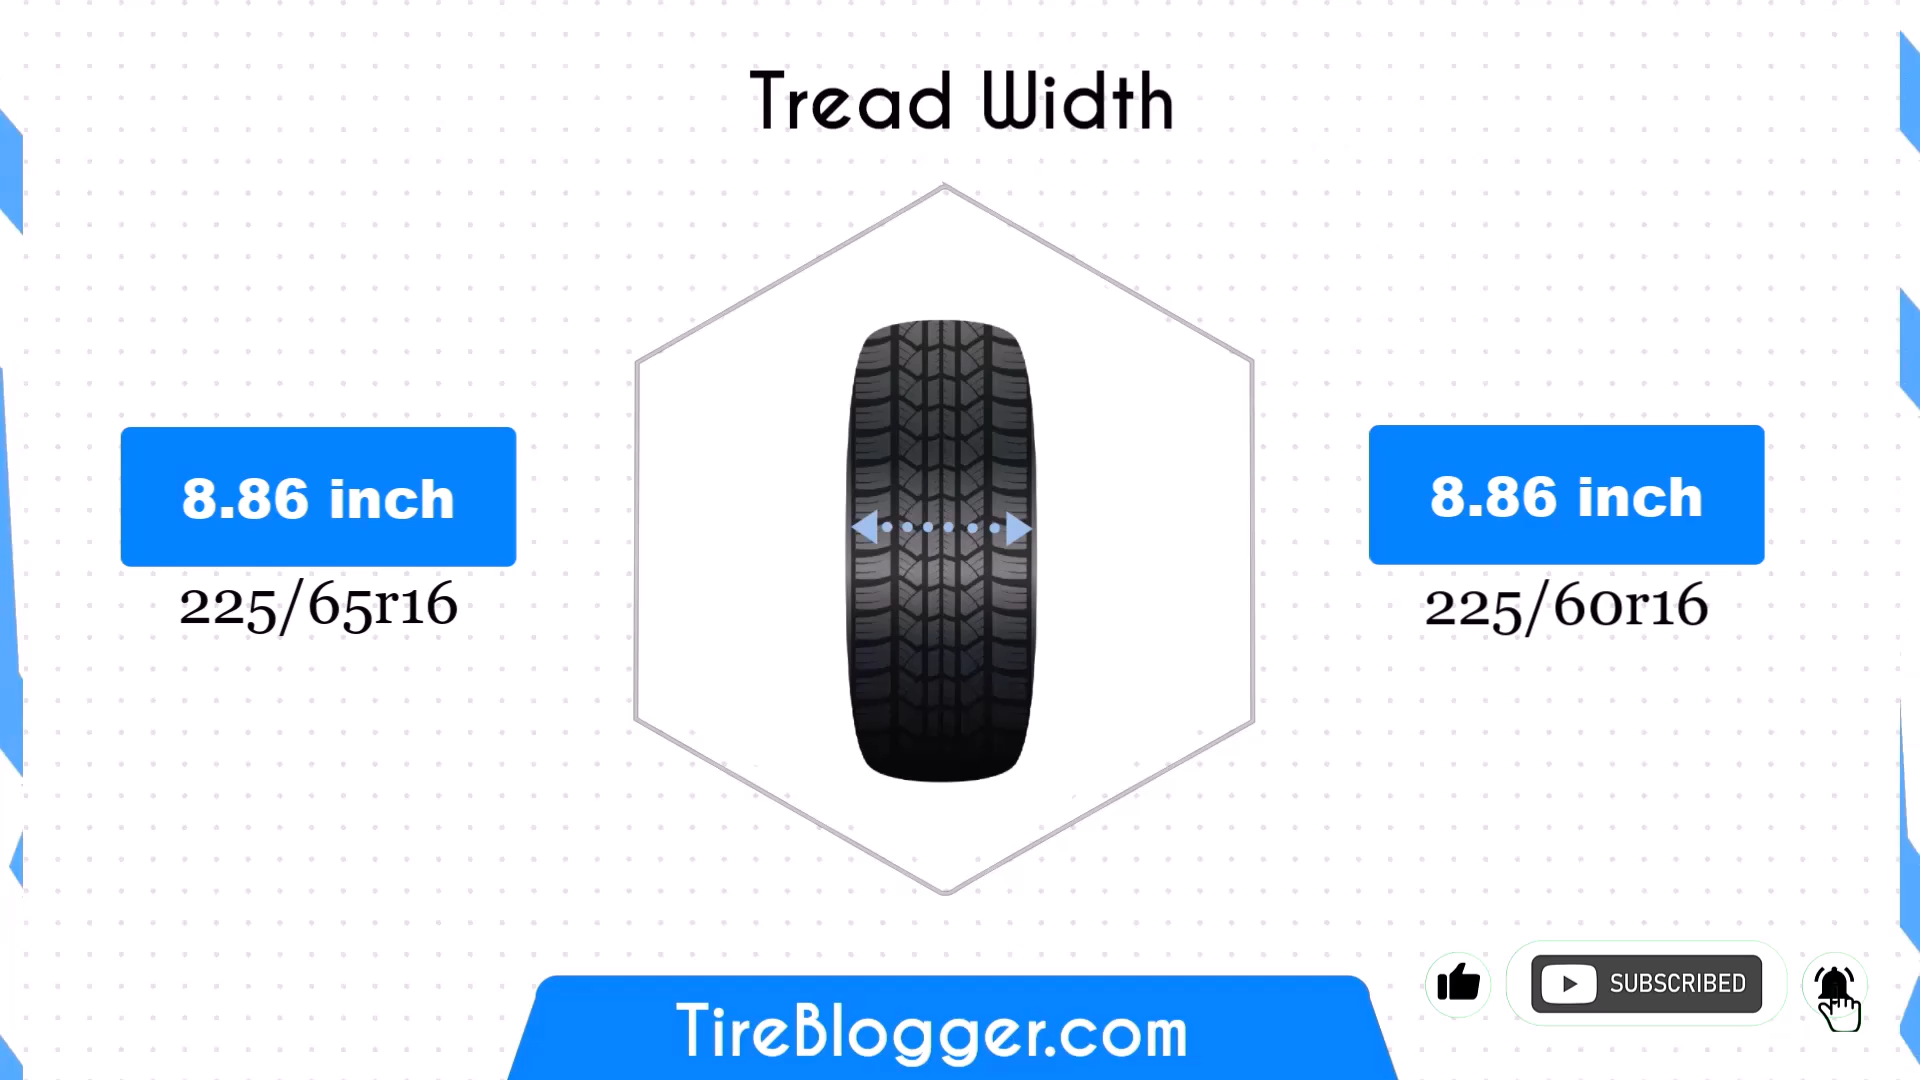 Tread Width
8.86 inch
225/65r16
8.86 inch
225/60r16
SUBSCRIBED
TireBlogger.com